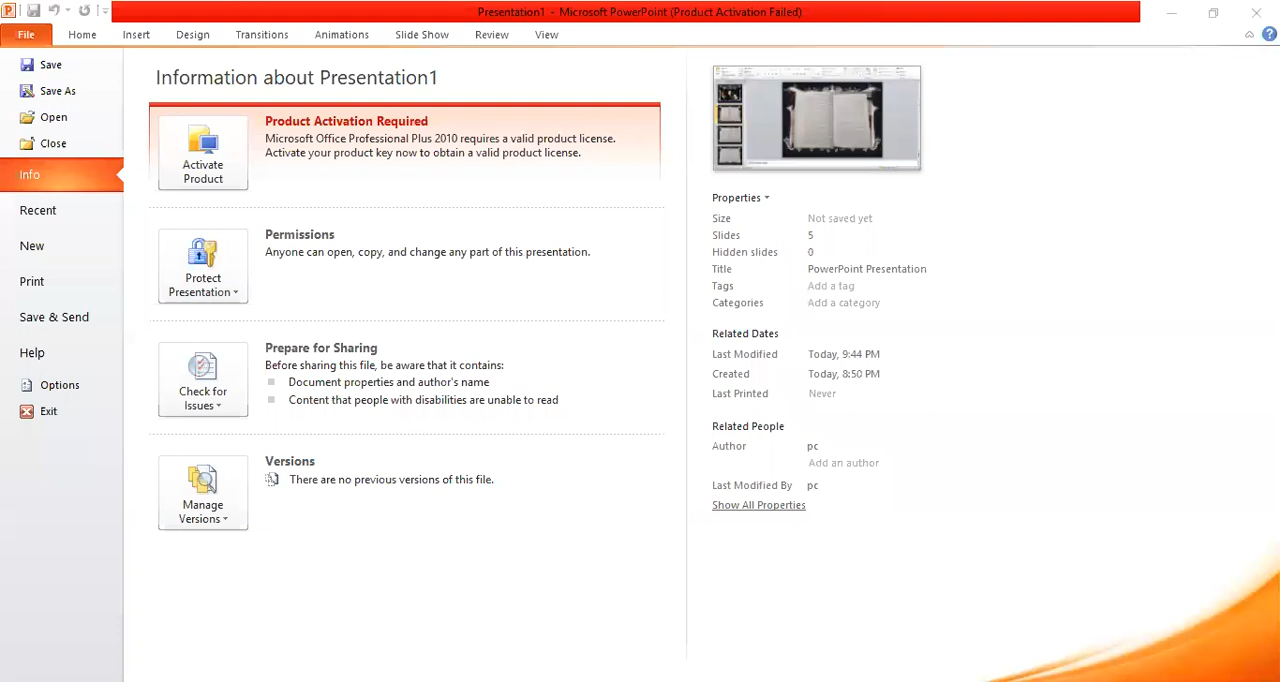 Presentation1 - Microsoft PowerPoint (Product Activation Failed)
File Home Insert Design Transitions Animations Slide Show Review View
Save
Save As
Open
Close
Info
Recent
New
Print
Save & Send
Help
Options
Exit
Information about Presentation1
Activate
Product
Product Activation Required
Microsoft Office Professional Plus 2010 requires a valid product license.
Activate your product key now to obtain a valid product license.
Protect
Presentation
Permissions
Anyone can open, copy, and change any part of this presentation.
Check for
Issues
Prepare for Sharing
Before sharing this file, be aware that it contains:
Document properties and author's name
Content that people with disabilities are unable to read
Manage
Versions
Versions
There are no previous versions of this file.
Properties
Size Not saved yet
Slides 5
Hidden slides 0
Title PowerPoint Presentation
Tags Add a tag
Categories Add a category
Related Dates
Last Modified Today, 9:44 PM
Created Today, 8:50 PM
Last Printed Never
Related People
Author pc
Add an author
Last Modified By pc
Show All Properties